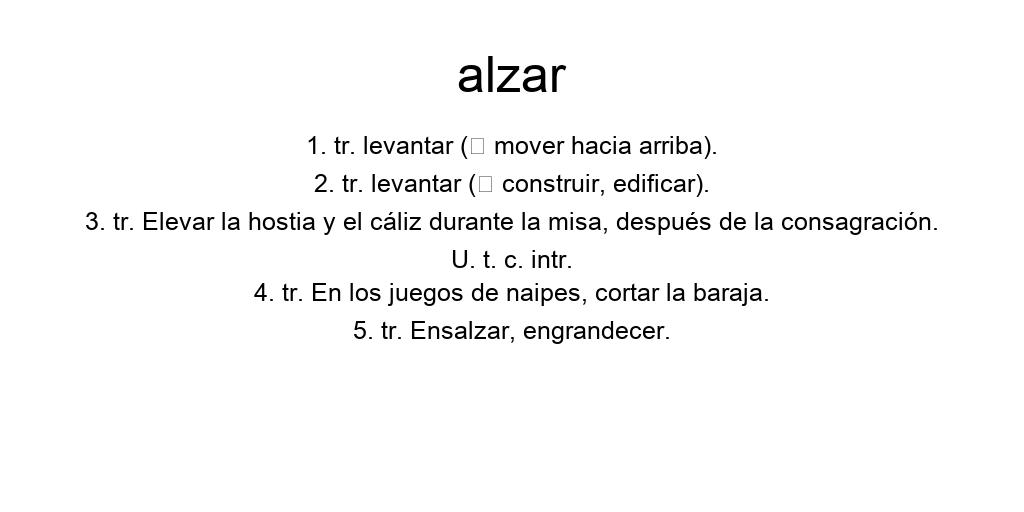 alzar
1. tr. levantar (□ mover hacia arriba).
2. tr. levantar (□ construir, edificar).
3. tr. Elevar la hostia y el cáliz durante la misa, después de la consagración.
U. t. c. intr.
4. tr. En los juegos de naipes, cortar la baraja.
5. tr. Ensalzar, engrandecer.